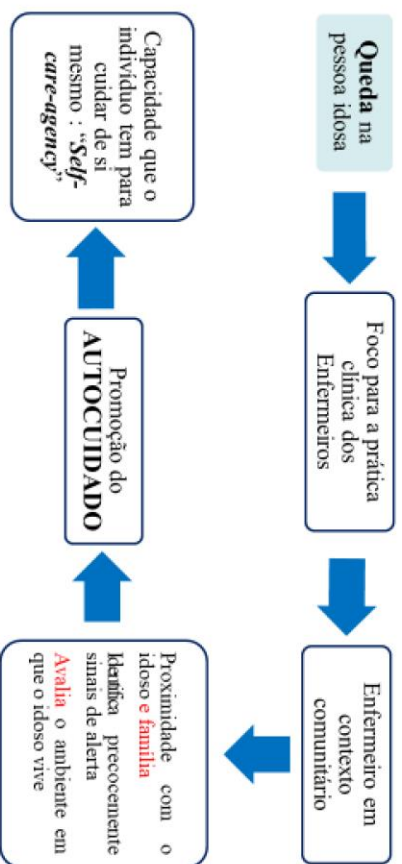 Queda na
pessoa idosa
Foco para a prática
clínica dos
Enfermeiros
Enfermeiro em
contexto
comunitário
Proximidade com o
idoso e familia
Identifica precocemente
sinais de alerta
Avalia o ambiente em
que o idoso vive
Promoção do
AUTOCUIDADO
Capacidade que o
indivíduo tem para
cuidar de si
mesmo : “Self-
care-agency”